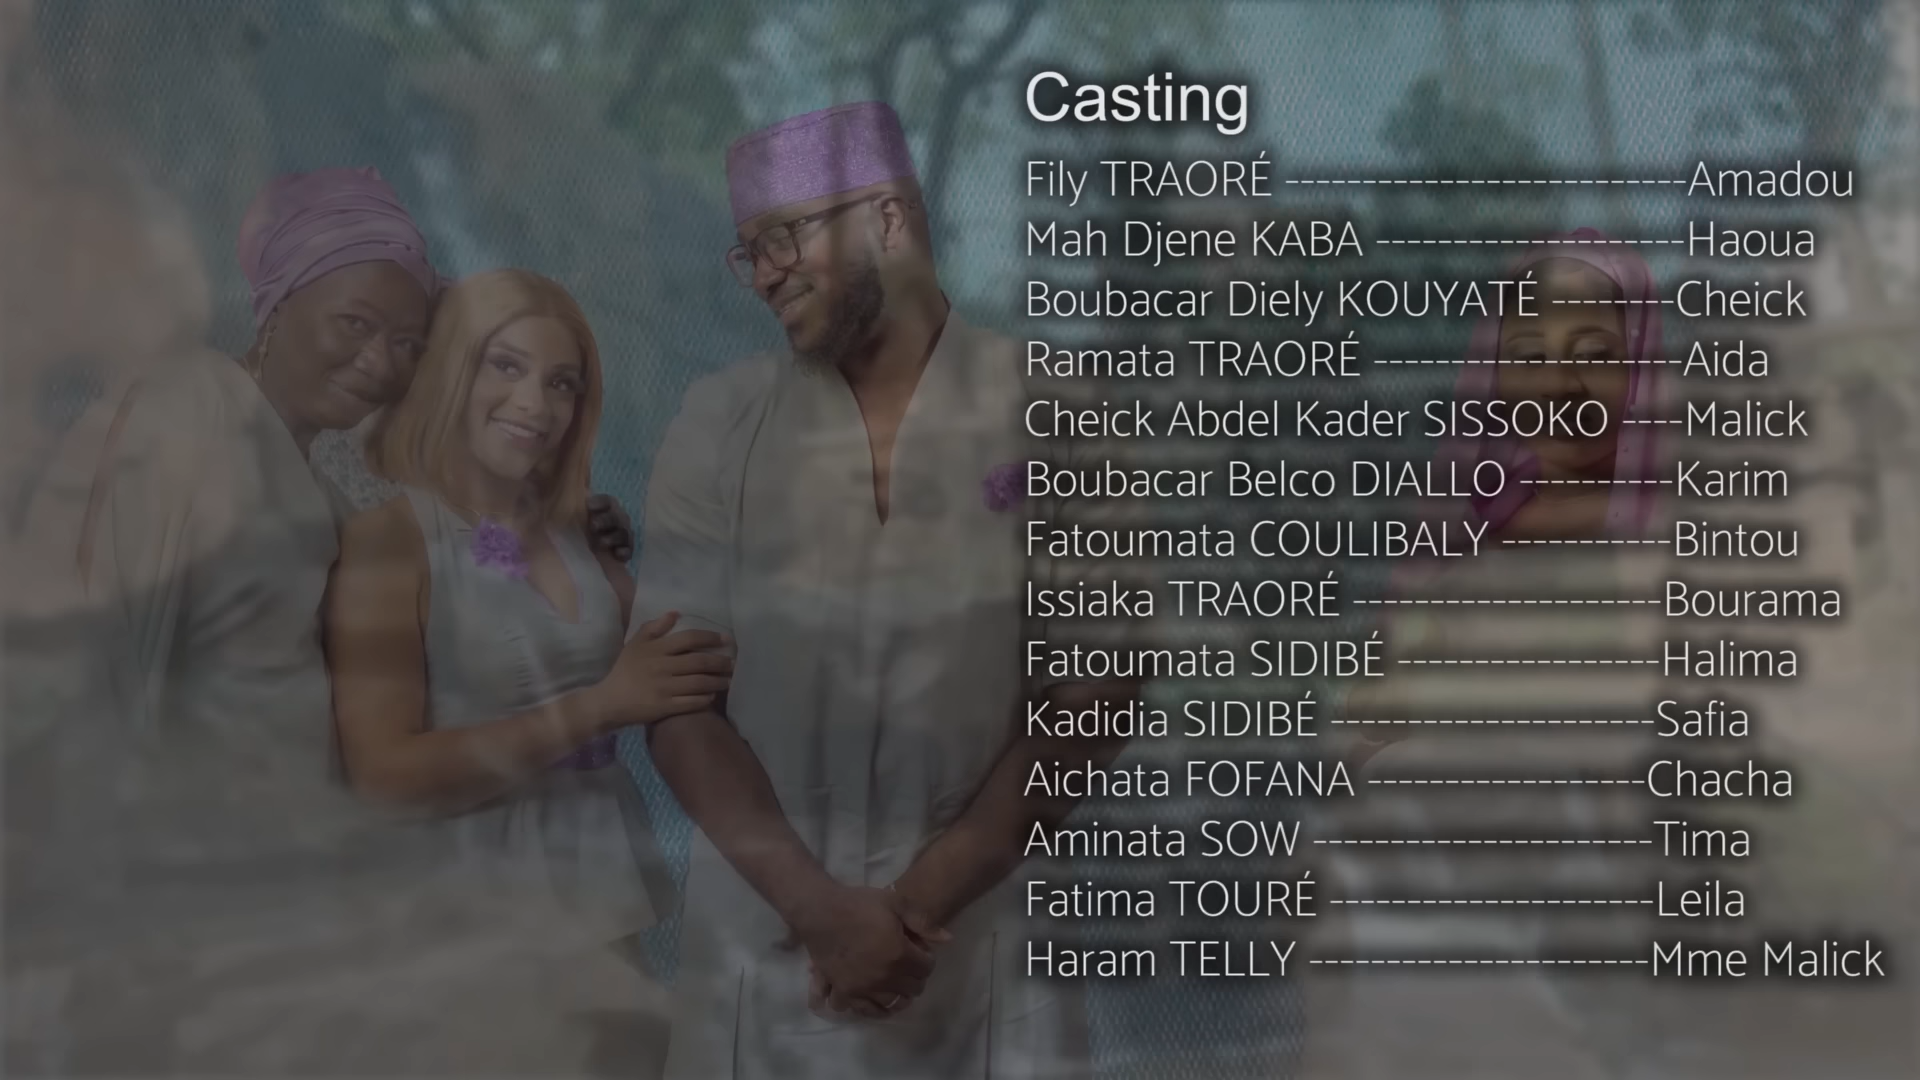 Casting
Fily TRAORÉ --------------------------Amadou
Mah Djene KABA --------------------Haoua
Boubacar Diely KOUYATÉ --------Cheick
Ramata TRAORÉ --------------------Aida
Cheick Abdel Kader SISSOKO ----Malick
Boubacar Belco DIALLO ----------Karim
Fatoumata COULIBALY -----------Bintou
Issiaka TRAORÉ --------------------Bourama
Fatoumata SIDIBÉ -----------------Halima
Kadidia SIDIBÉ ---------------------Safia
Aichata FOFANA ------------------Chacha
Aminata SOW ----------------------Tima
Fatima TOURÉ ---------------------Leila
Haram TELLY ----------------------Mme Malick